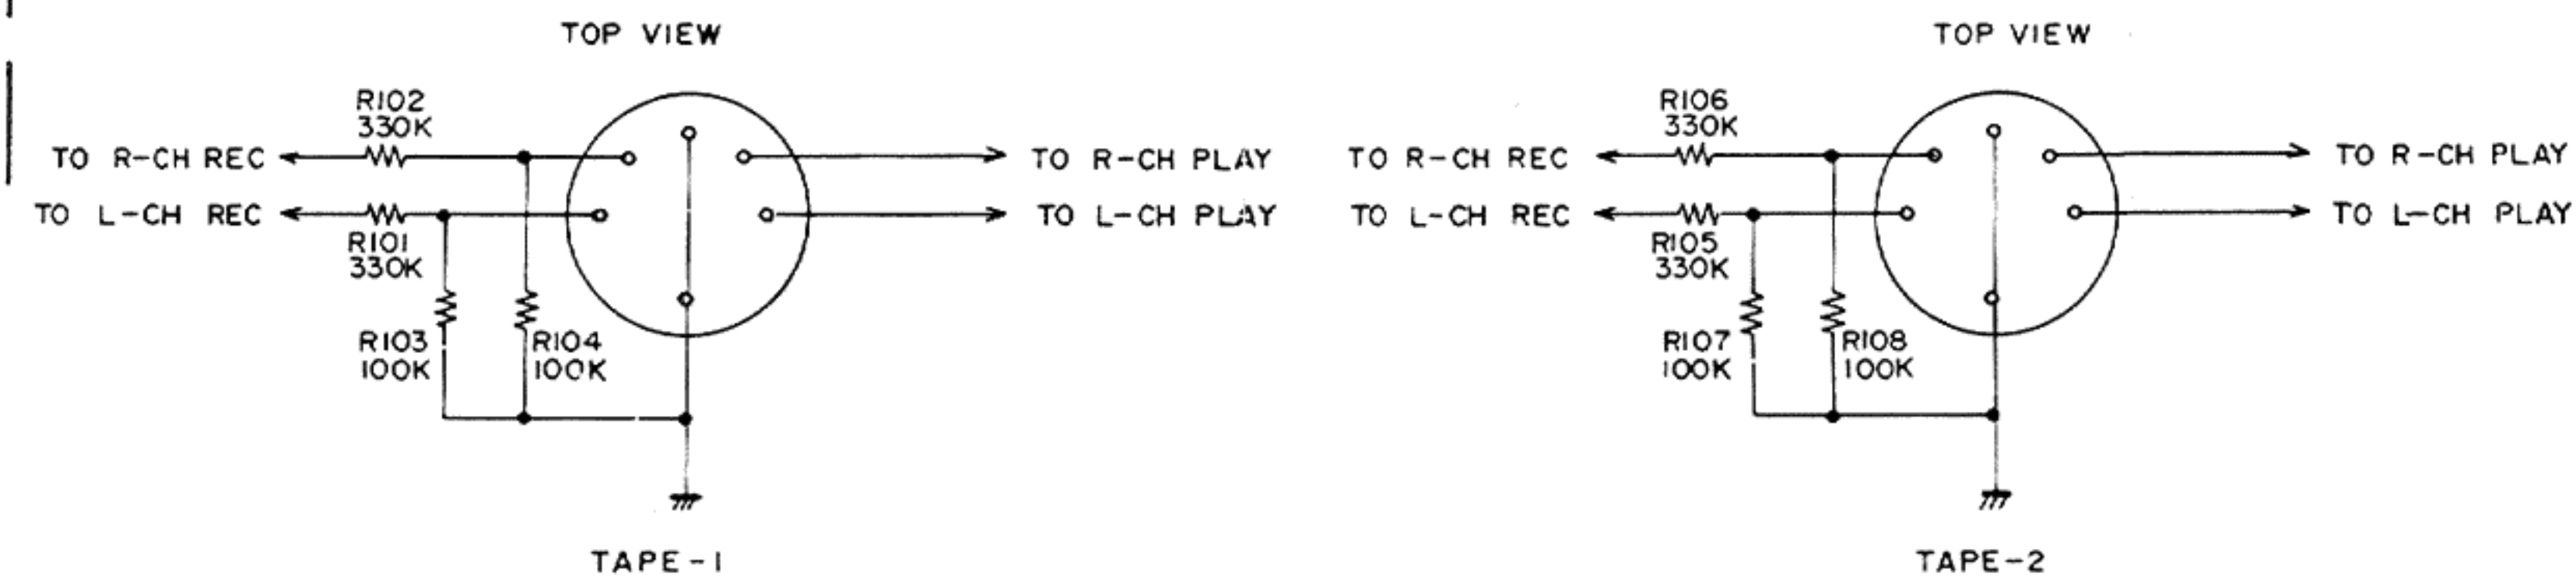 TOP VIEW
R102
330K
TO R-CH REC
TO R-CH PLAY
TO L-CH REC
TO L-CH PLAY
R101
330K
R103
100K
R104
100K
TAPE-1
TOP VIEW
R106
330K
TO R-CH REC
TO R-CH PLAY
TO L-CH REC
TO L-CH PLAY
R105
330K
R107
100K
R108
100K
TAPE-2